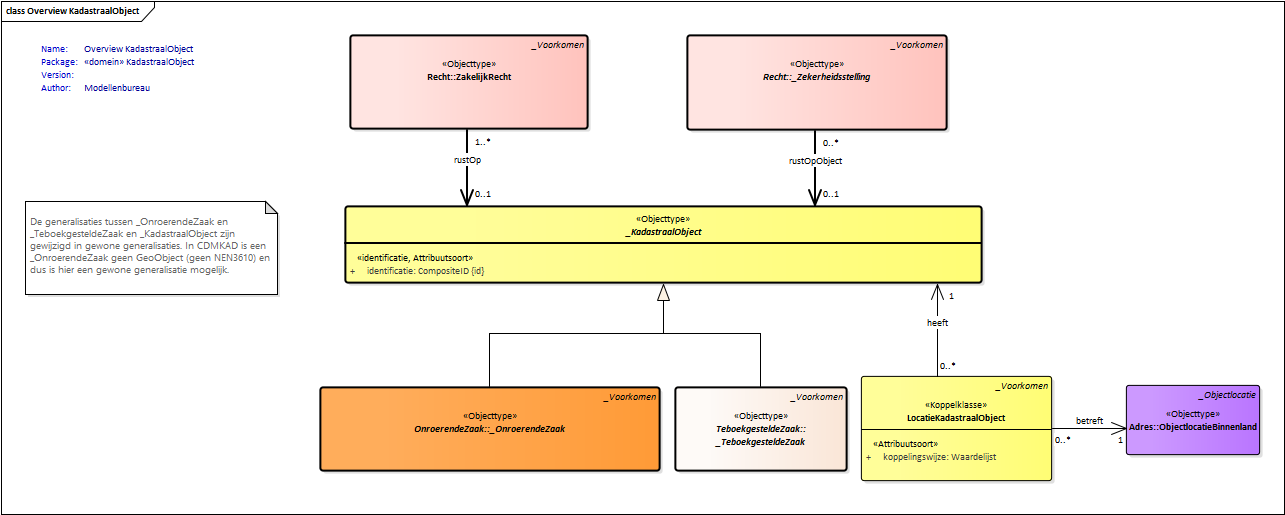 class Overview KadastraalObject
Name: Overview KadastraalObject
Package: «domein» KadastraalObject
Version:
Author: Modellenbureau
_Voorkomen
«Objecttype»
Recht::ZakelijkRecht
_Voorkomen
«Objecttype»
Recht::_Zekerheidsstelling
1..*
rustOp
0..1
0..*
rustOpObject
0..1
De generalisaties tussen _OnroerendeZaak en
_TeboekgesteldeZaak en _KadastraalObject zijn
gewijzigd in gewone generalisaties. In CDMKAD is een
_OnroerendeZaak geen GeoObject (geen NEN3610) en
dus is hier een gewone generalisatie mogelijk.
«Objecttype»
_KadastraalObject
«identificatie, Attribuutsoort»
+ identificatie: CompositeID {id}
1
heeft
0..*
_Voorkomen
«Objecttype»
OnroerendeZaak::_OnroerendeZaak
_Voorkomen
«Objecttype»
TeboekgesteldeZaak::
_TeboekgesteldeZaak
_Voorkomen
«Koppelklasse»
LocatieKadastraalObject
«Attribuutsoort»
+ koppelingswijze: Waardelijst
betreft
0..*
1
_Objectlocatie
«Objecttype»
Adres::ObjectlocatieBinnenland